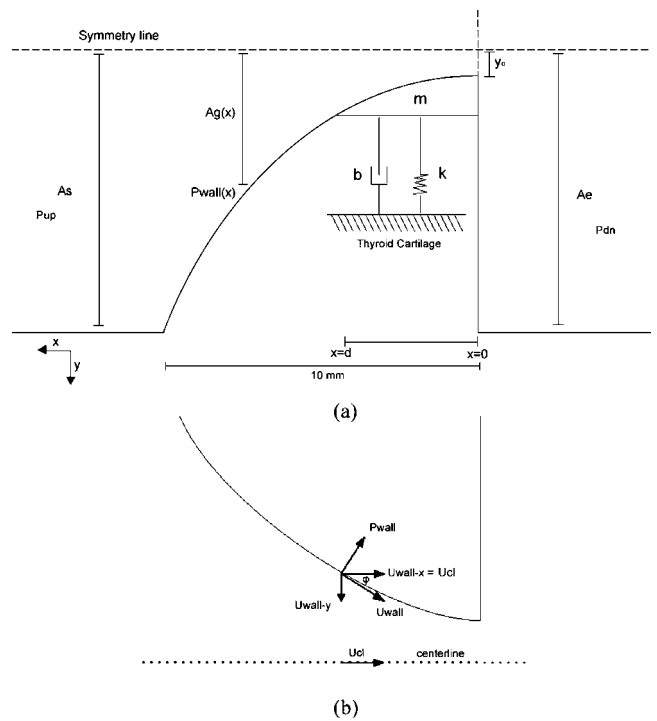 Symmetry line
y₀
Ag(x)
m
As
Pwall(x)
b
k
Ae
Pup
Pdn
Thyroid Cartilage
x
y
x=d
x=0
10 mm
(a)
Pwall
φ
Uwall-x = Ucl
Uwall-y
Uwall
Ucl
centerline
(b)